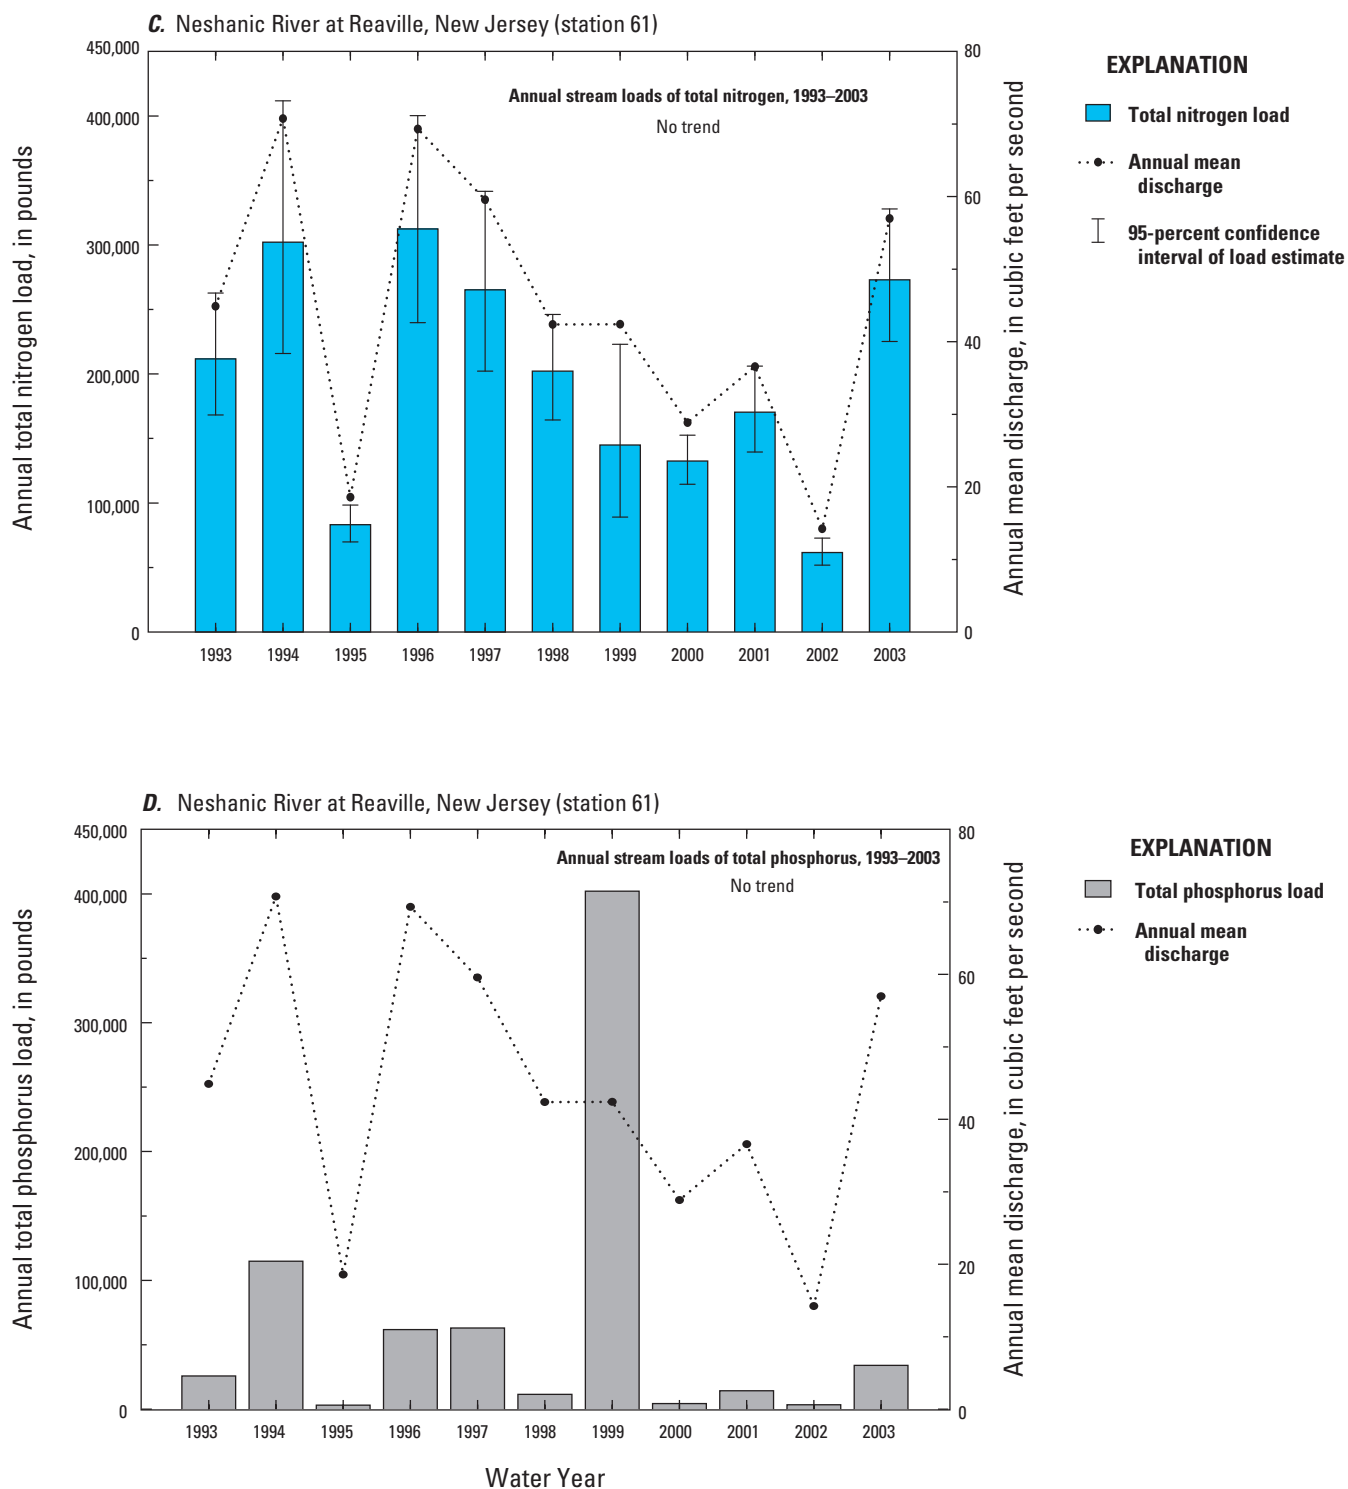 C. Neshanic River at Reaville, New Jersey (station 61)
Annual total nitrogen load, in pounds
450,000
400,000
300,000
200,000
100,000
0
Annual stream loads of total nitrogen, 1993–2003
No trend
80
60
40
20
0
Annual mean discharge, in cubic feet per second
1993 1994 1995 1996 1997 1998 1999 2000 2001 2002 2003
EXPLANATION
Total nitrogen load
Annual mean
discharge
95-percent confidence
interval of load estimate
D. Neshanic River at Reaville, New Jersey (station 61)
Annual total phosphorus load, in pounds
450,000
400,000
300,000
200,000
100,000
0
Annual stream loads of total phosphorus, 1993–2003
No trend
80
60
40
20
0
Annual mean discharge, in cubic feet per second
1993 1994 1995 1996 1997 1998 1999 2000 2001 2002 2003
Water Year
EXPLANATION
Total phosphorus load
Annual mean
discharge